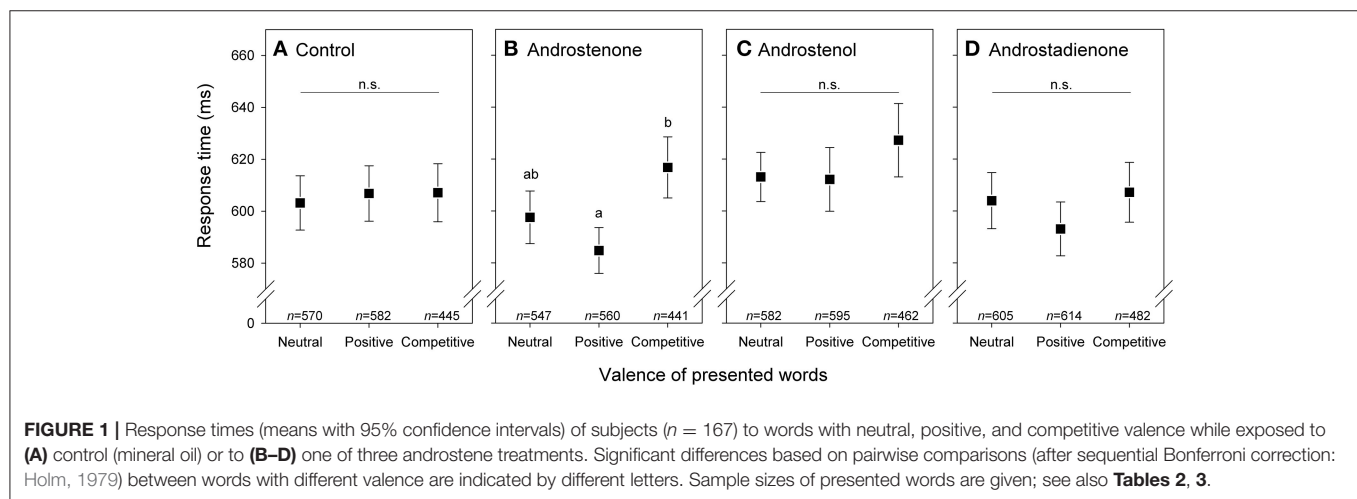 A Control
B Androstenone
C Androstenol
D Androstadienone
Response time (ms)
660
640
620
600
580
0
n.s.
ab
a
b
n.s.
n.s.
n=570 n=582 n=445
n=547 n=560 n=441
n=582 n=595 n=462
n=605 n=614 n=482
Neutral Positive Competitive
Neutral Positive Competitive
Neutral Positive Competitive
Neutral Positive Competitive
Valence of presented words
FIGURE 1 | Response times (means with 95% confidence intervals) of subjects (n = 167) to words with neutral, positive, and competitive valence while exposed to
(A) control (mineral oil) or to (B–D) one of three androstene treatments. Significant differences based on pairwise comparisons (after sequential Bonferroni correction:
Holm, 1979) between words with different valence are indicated by different letters. Sample sizes of presented words are given; see also Tables 2, 3.